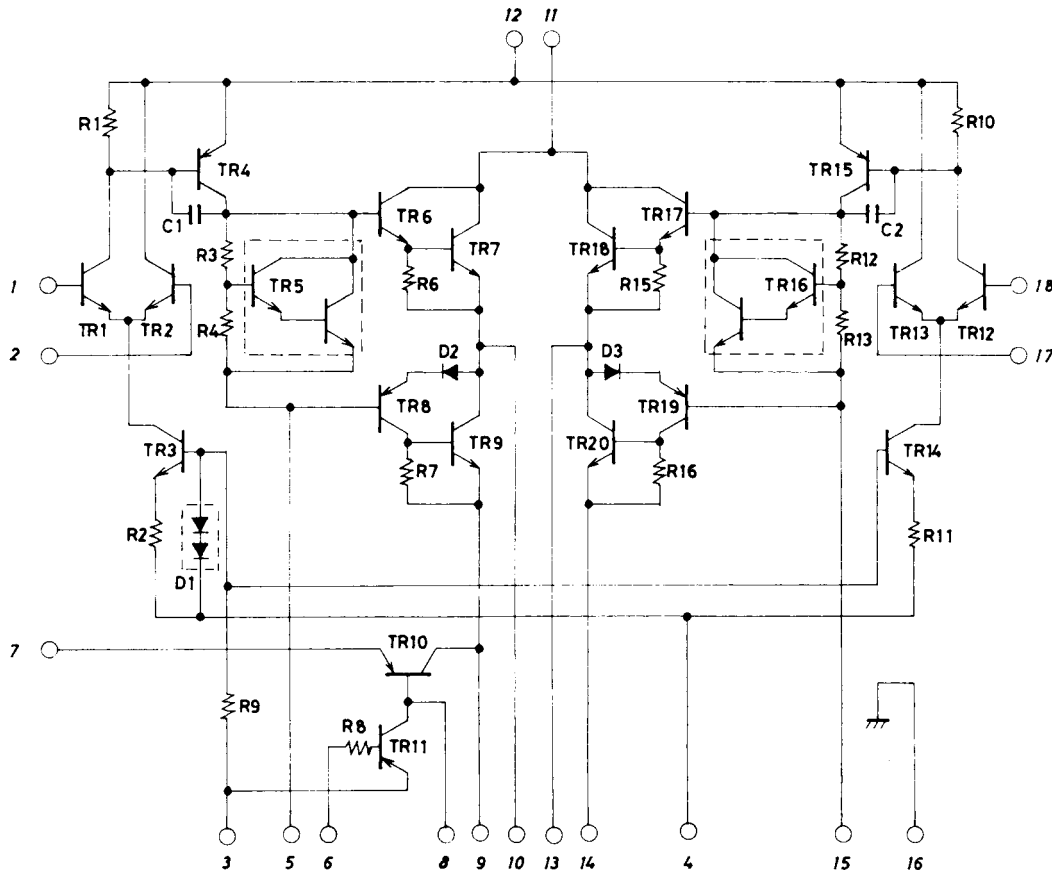 12 11
R1 R10
TR4 TR15
TR6 TR17
C1 C2
TR7 TR18
R3 R12
TR5 TR16
R6 R15
1 18
TR1 TR2 R4 R13 TR13 TR12
2 17
D2 D3
TR8 TR19
TR3 TR9 TR20 TR14
R7 R16
R2 R11
D1
7 TR10
R9 R8 TR11
3 5 6 8 9 10 13 14 4 15 16